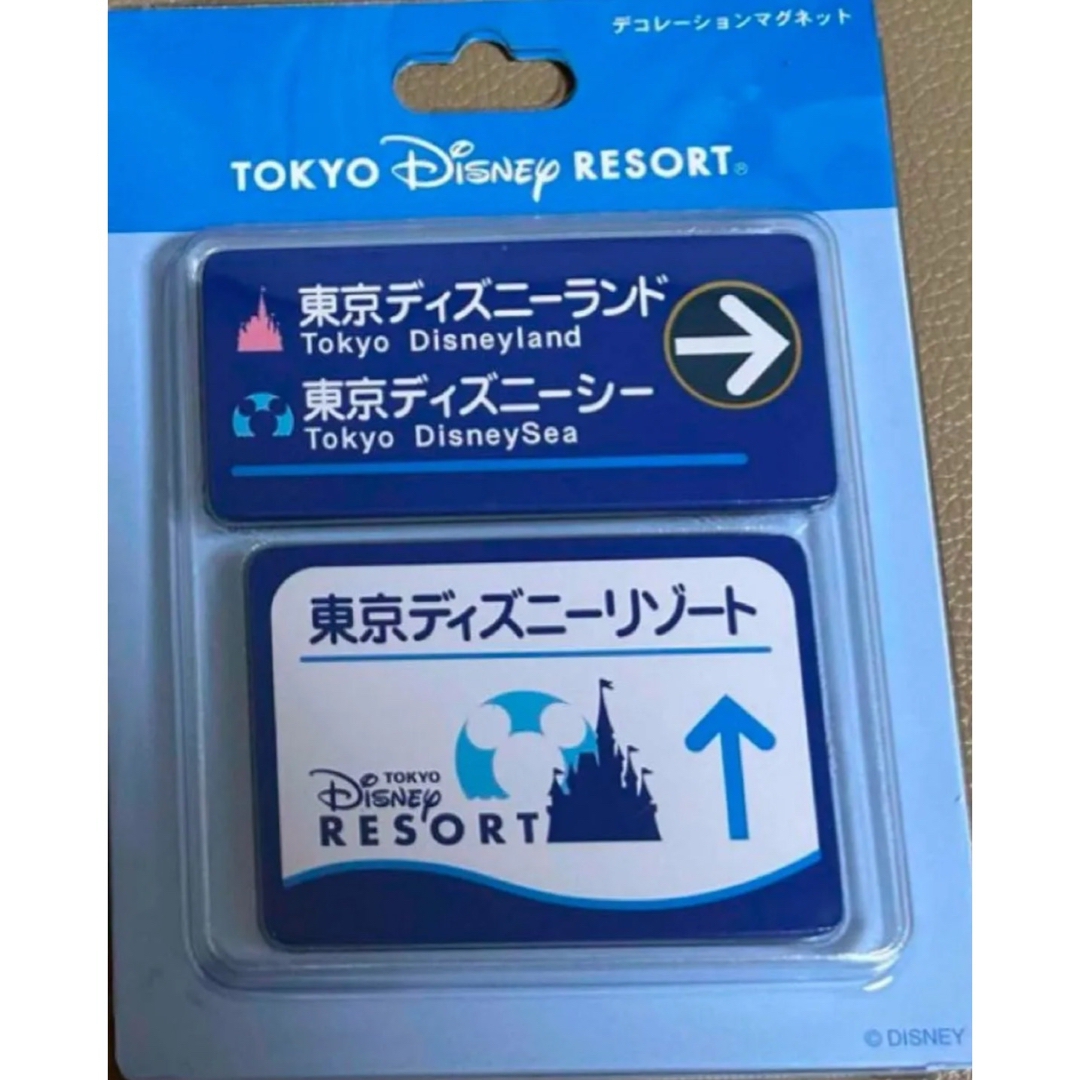 デコレーションマグネット
TOKYO DISNEY RESORT®
東京ディズニーランド
Tokyo Disneyland
東京ディズニーシー
Tokyo DisneySea
東京ディズニーリゾート
TOKYO
DISNEY
RESORT
© DISNEY